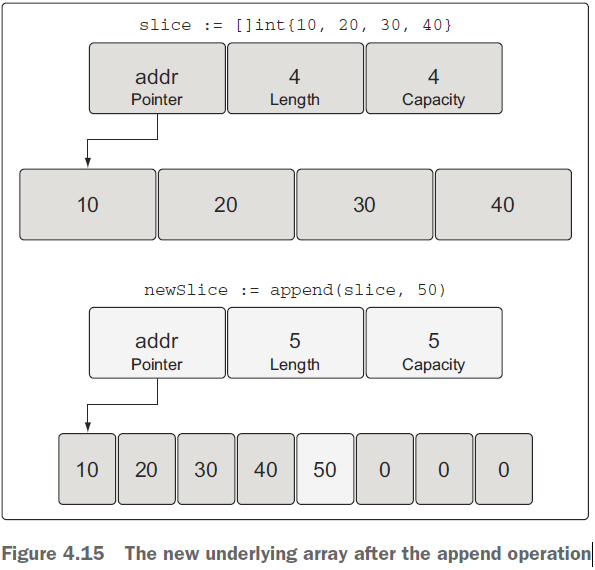 slice := []int{10, 20, 30, 40}
addr 4 4
Pointer Length Capacity
10 20 30 40
newSlice := append(slice, 50)
addr 5 5
Pointer Length Capacity
10 20 30 40 50 0 0 0
Figure 4.15 The new underlying array after the append operation